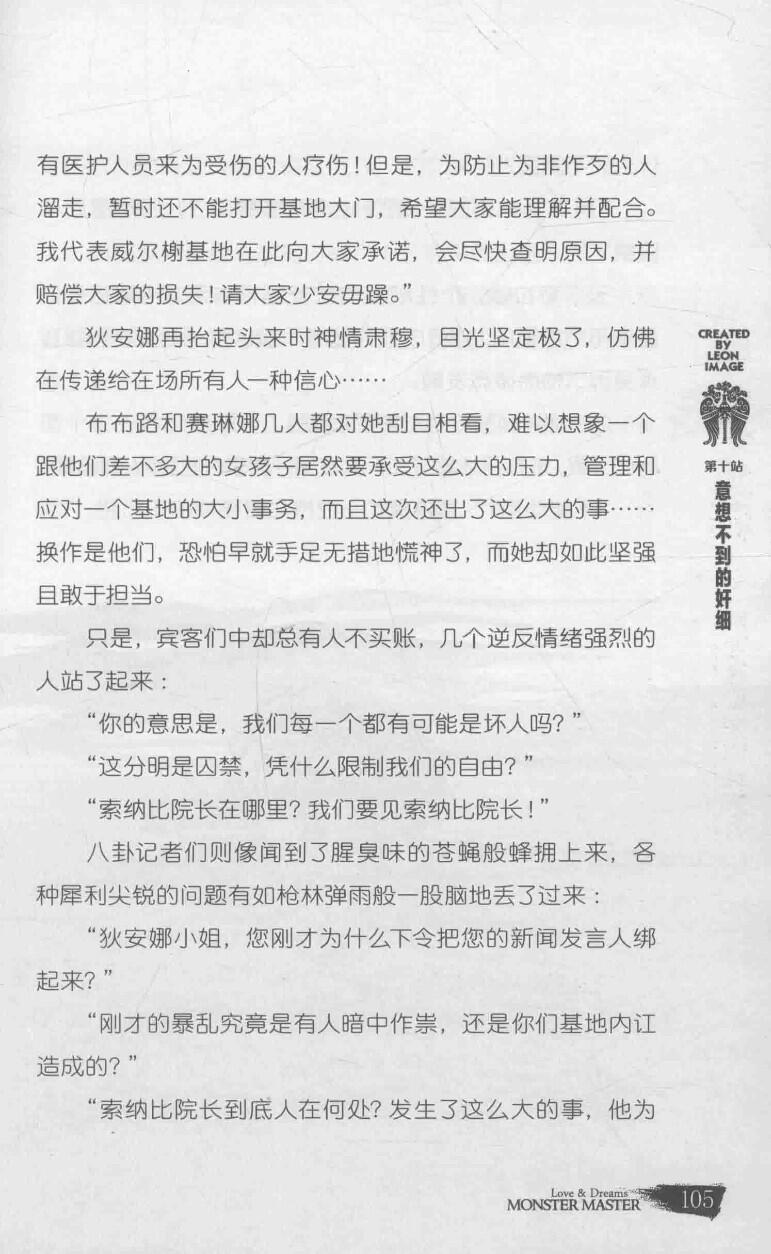 有医护人员来为受伤的人疗伤！但是，为防止为非作歹的人
溜走，暂时还不能打开基地大门，希望大家能理解并配合。
我代表威尔榭基地在此向大家承诺，会尽快查明原因，并
赔偿大家的损失！请大家少安毋躁。”
狄安娜再抬起头来时神情肃穆，目光坚定极了，仿佛
在传递给在场所有人一种信心……
布布路和赛琳娜几人都对她刮目相看，难以想象一个
跟他们差不多大的女孩子居然要承受这么大的压力，管理和
应对一个基地的大小事务，而且这次还出了这么大的事……
换作是他们，恐怕早就手足无措地慌神了，而她却如此坚强
且敢于担当。
只是，宾客们中却总有人不买账，几个逆反情绪强烈的
人站了起来：
“你的意思是，我们每一个都有可能是坏人吗？”
“这分明是囚禁，凭什么限制我们的自由？”
“索纳比院长在哪里？我们要见索纳比院长！”
八卦记者们则像闻到了腥臭味的苍蝇般蜂拥上来，各
种犀利尖锐的问题有如枪林弹雨般一股脑地丢了过来：
“狄安娜小姐，您刚才为什么下令把您的新闻发言人绑
起来？”
“刚才的暴乱究竟是有人暗中作祟，还是你们基地内讧
造成的？”
“索纳比院长到底人在何处？发生了这么大的事，他为
CREATED
BY
LEON
IMAGE
第十站
意想不到的奸细
Love & Dreams
MONSTER MASTER
105